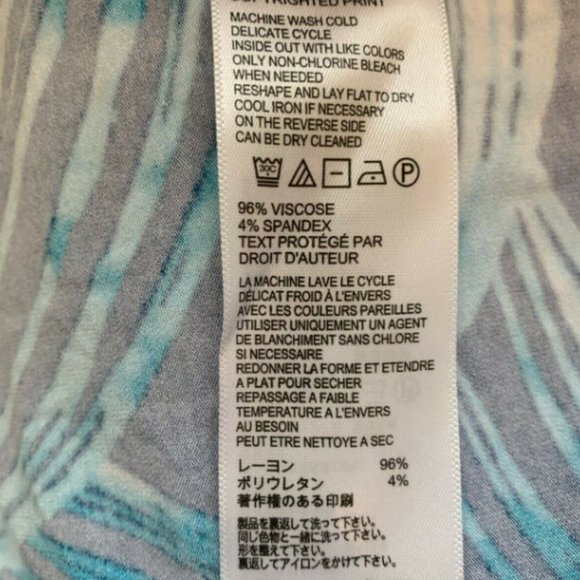 COPYRIGHTED PRINT
MACHINE WASH COLD
DELICATE CYCLE
INSIDE OUT WITH LIKE COLORS
ONLY NON-CHLORINE BLEACH
WHEN NEEDED
RESHAPE AND LAY FLAT TO DRY
COOL IRON IF NECESSARY
ON THE REVERSE SIDE
CAN BE DRY CLEANED
30C P
96% VISCOSE
4% SPANDEX
TEXT PROTÉGÉ PAR
DROIT D'AUTEUR
LA MACHINE LAVE LE CYCLE
DÉLICAT FROID À L'ENVERS
AVEC LES COULEURS PAREILLES
UTILISER UNIQUEMENT UN AGENT
DE BLANCHIMENT SANS CHLORE
SI NECESSAIRE
REDONNER LA FORME ET ETENDRE
A PLAT POUR SECHER
REPASSAGE A FAIBLE
TEMPERATURE A L'ENVERS
AU BESOIN
PEUT ETRE NETTOYE A SEC
レーヨン 96%
ポリウレタン 4%
著作権のある印刷
製品を裏返して洗って下さい。
同じ色物と一緒に洗って下さい。
形を整えて下さい。
裏返してアイロンをかけて下さい。